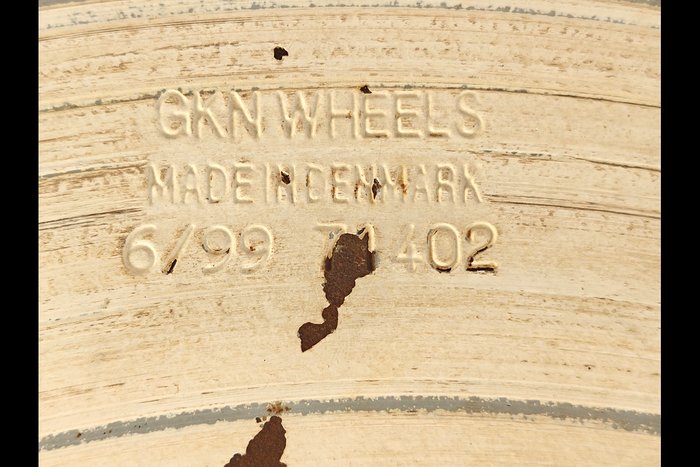 GKN WHEELS
MADE IN DENMARK
6/99 71402